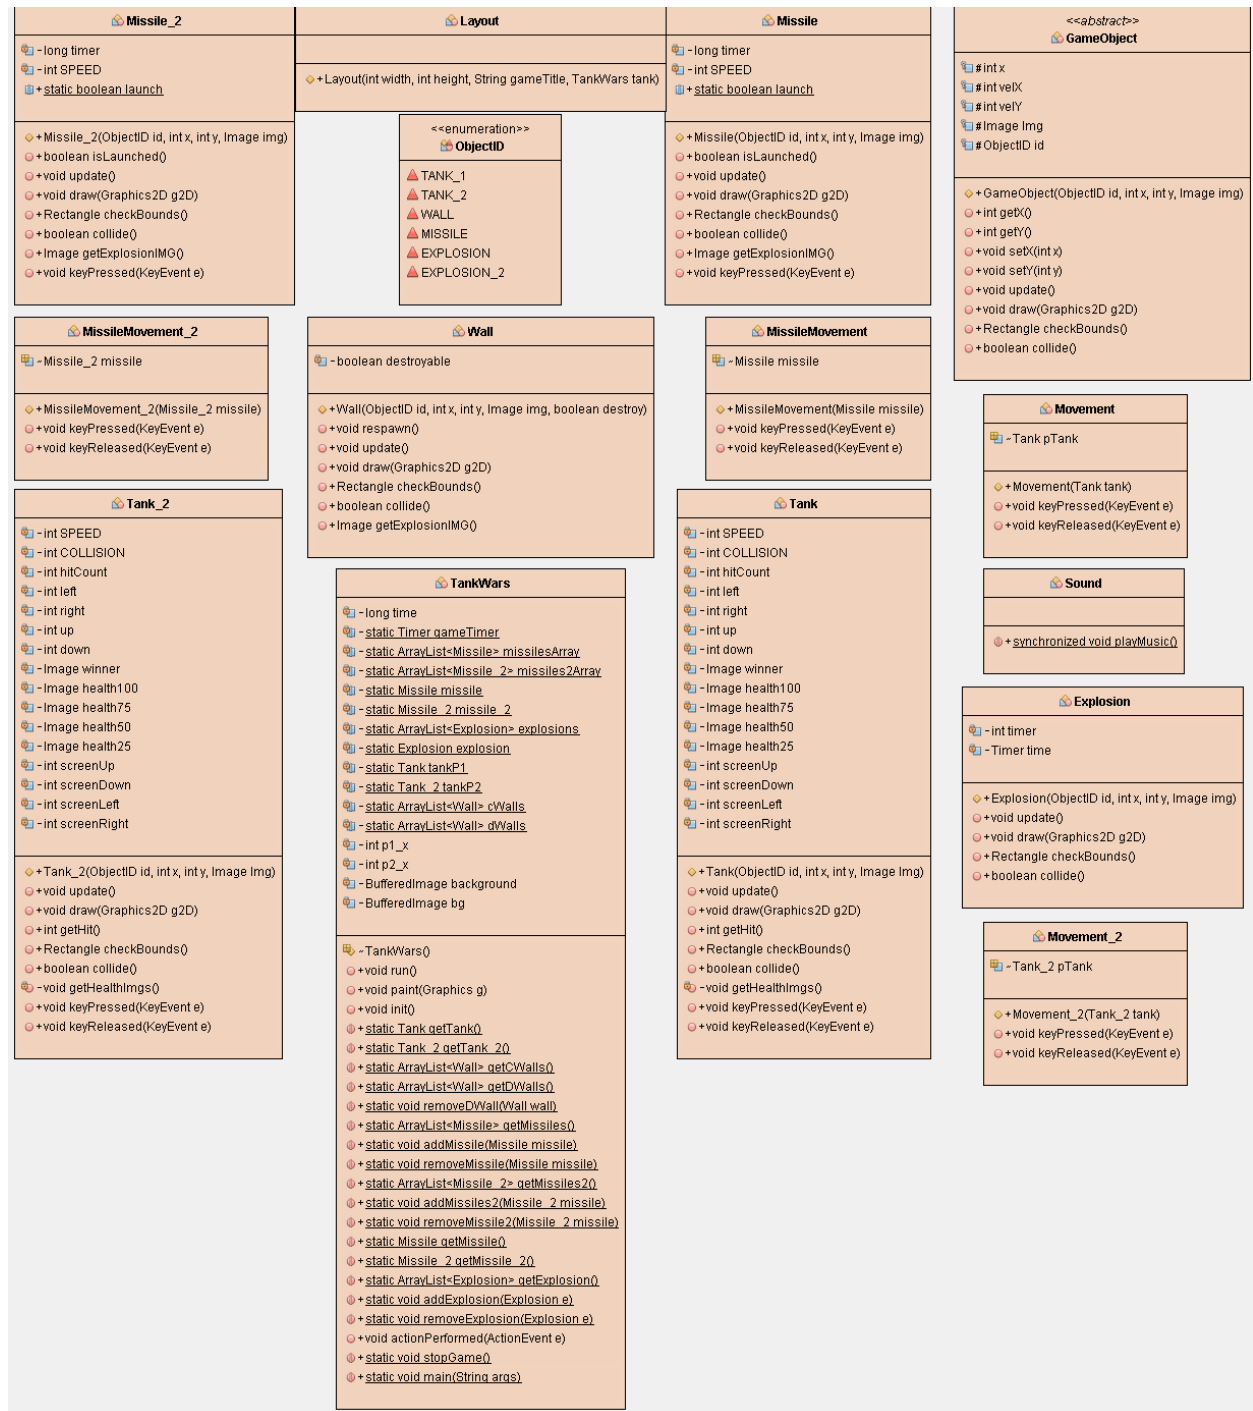 Missile_2
-long timer
-int SPEED
+static boolean launch
+Missile_2(ObjectID id, int x, int y, Image img)
+boolean isLaunched()
+void update()
+void draw(Graphics2D g2D)
+Rectangle checkBounds()
+boolean collide()
+Image getExplosionIMG()
+void keyPressed(KeyEvent e)
Layout
+Layout(int width, int height, String gameTitle, TankWars tank)
<<enumeration>>
ObjectID
TANK_1
TANK_2
WALL
MISSILE
EXPLOSION
EXPLOSION_2
Missile
-long timer
-int SPEED
+static boolean launch
+Missile(ObjectID id, int x, int y, Image img)
+boolean isLaunched()
+void update()
+void draw(Graphics2D g2D)
+Rectangle checkBounds()
+boolean collide()
+Image getExplosionIMG()
+void keyPressed(KeyEvent e)
<<abstract>>
GameObject
#int x
#int velX
#int velY
#Image Img
#ObjectID id
+GameObject(ObjectID id, int x, int y, Image img)
+int getX()
+int getY()
+void setX(int x)
+void setY(int y)
+void update()
+void draw(Graphics2D g2D)
+Rectangle checkBounds()
+boolean collide()
MissileMovement_2
~Missile_2 missile
+MissileMovement_2(Missile_2 missile)
+void keyPressed(KeyEvent e)
+void keyReleased(KeyEvent e)
Wall
-boolean destroyable
+Wall(ObjectID id, int x, int y, Image img, boolean destroy)
+void respawn()
+void update()
+void draw(Graphics2D g2D)
+Rectangle checkBounds()
+boolean collide()
+Image getExplosionIMG()
MissileMovement
~Missile missile
+MissileMovement(Missile missile)
+void keyPressed(KeyEvent e)
+void keyReleased(KeyEvent e)
Movement
~Tank pTank
+Movement(Tank tank)
+void keyPressed(KeyEvent e)
+void keyReleased(KeyEvent e)
Tank_2
-int SPEED
-int COLLISION
-int hitCount
-int left
-int right
-int up
-int down
-Image winner
-Image health100
-Image health75
-Image health50
-Image health25
-int screenUp
-int screenDown
-int screenLeft
-int screenRight
+Tank_2(ObjectID id, int x, int y, Image Img)
+void update()
+void draw(Graphics2D g2D)
+int getHit()
+Rectangle checkBounds()
+boolean collide()
-void getHealthImgs()
+void keyPressed(KeyEvent e)
+void keyReleased(KeyEvent e)
TankWars
-long time
-static Timer gameTimer
-static ArrayList<Missile> missilesArray
-static ArrayList<Missile_2> missiles2Array
-static Missile missile
-static Missile_2 missile_2
-static ArrayList<Explosion> explosions
-static Explosion explosion
-static Tank tankP1
-static Tank_2 tankP2
-static ArrayList<Wall> cWalls
-static ArrayList<Wall> dWalls
-int p1_x
-int p2_x
-BufferedImage background
-BufferedImage bg
~TankWars()
+void run()
+void paint(Graphics g)
+void init()
+static Tank getTank()
+static Tank_2 getTank_2()
+static ArrayList<Wall> getCWalls()
+static ArrayList<Wall> getDWalls()
+static void removeDWall(Wall wall)
+static ArrayList<Missile> getMissiles()
+static void addMissile(Missile missile)
+static void removeMissile(Missile missile)
+static ArrayList<Missile_2> getMissiles2()
+static void addMissiles2(Missile_2 missile)
+static void removeMissile2(Missile_2 missile)
+static Missile getMissile()
+static Missile_2 getMissile_2()
+static ArrayList<Explosion> getExplosion()
+static void addExplosion(Explosion e)
+static void removeExplosion(Explosion e)
+void actionPerformed(ActionEvent e)
+static void stopGame()
+static void main(String args)
Tank
-int SPEED
-int COLLISION
-int hitCount
-int left
-int right
-int up
-int down
-Image winner
-Image health100
-Image health75
-Image health50
-Image health25
-int screenUp
-int screenDown
-int screenLeft
-int screenRight
+Tank(ObjectID id, int x, int y, Image Img)
+void update()
+void draw(Graphics2D g2D)
+int getHit()
+Rectangle checkBounds()
+boolean collide()
-void getHealthImgs()
+void keyPressed(KeyEvent e)
+void keyReleased(KeyEvent e)
Sound
+synchronized void playMusic()
Explosion
-int timer
-Timer time
+Explosion(ObjectID id, int x, int y, Image img)
+void update()
+void draw(Graphics2D g2D)
+Rectangle checkBounds()
+boolean collide()
Movement_2
~Tank_2 pTank
+Movement_2(Tank_2 tank)
+void keyPressed(KeyEvent e)
+void keyReleased(KeyEvent e)